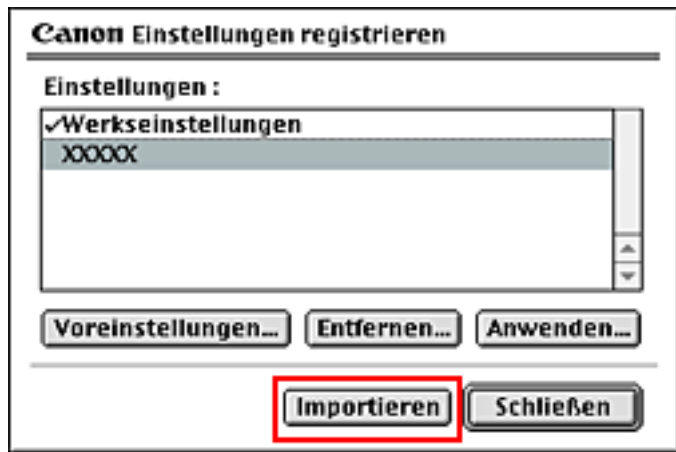 Canon Einstellungen registrieren
Einstellungen :
✓Werkseinstellungen
XXXXX
Voreinstellungen... Entfernen... Anwenden...
Importieren Schließen